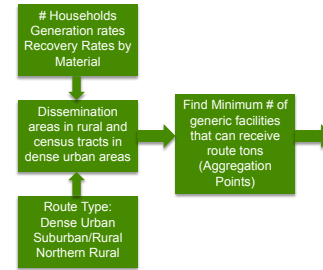 # Households
Generation rates
Recovery Rates by
Material
Dissemination
areas in rural and
census tracts in
dense urban areas
Find Minimum # of
generic facilities
that can receive
route tons
(Aggregation
Points)
Route Type:
Dense Urban
Suburban/Rural
Northern Rural